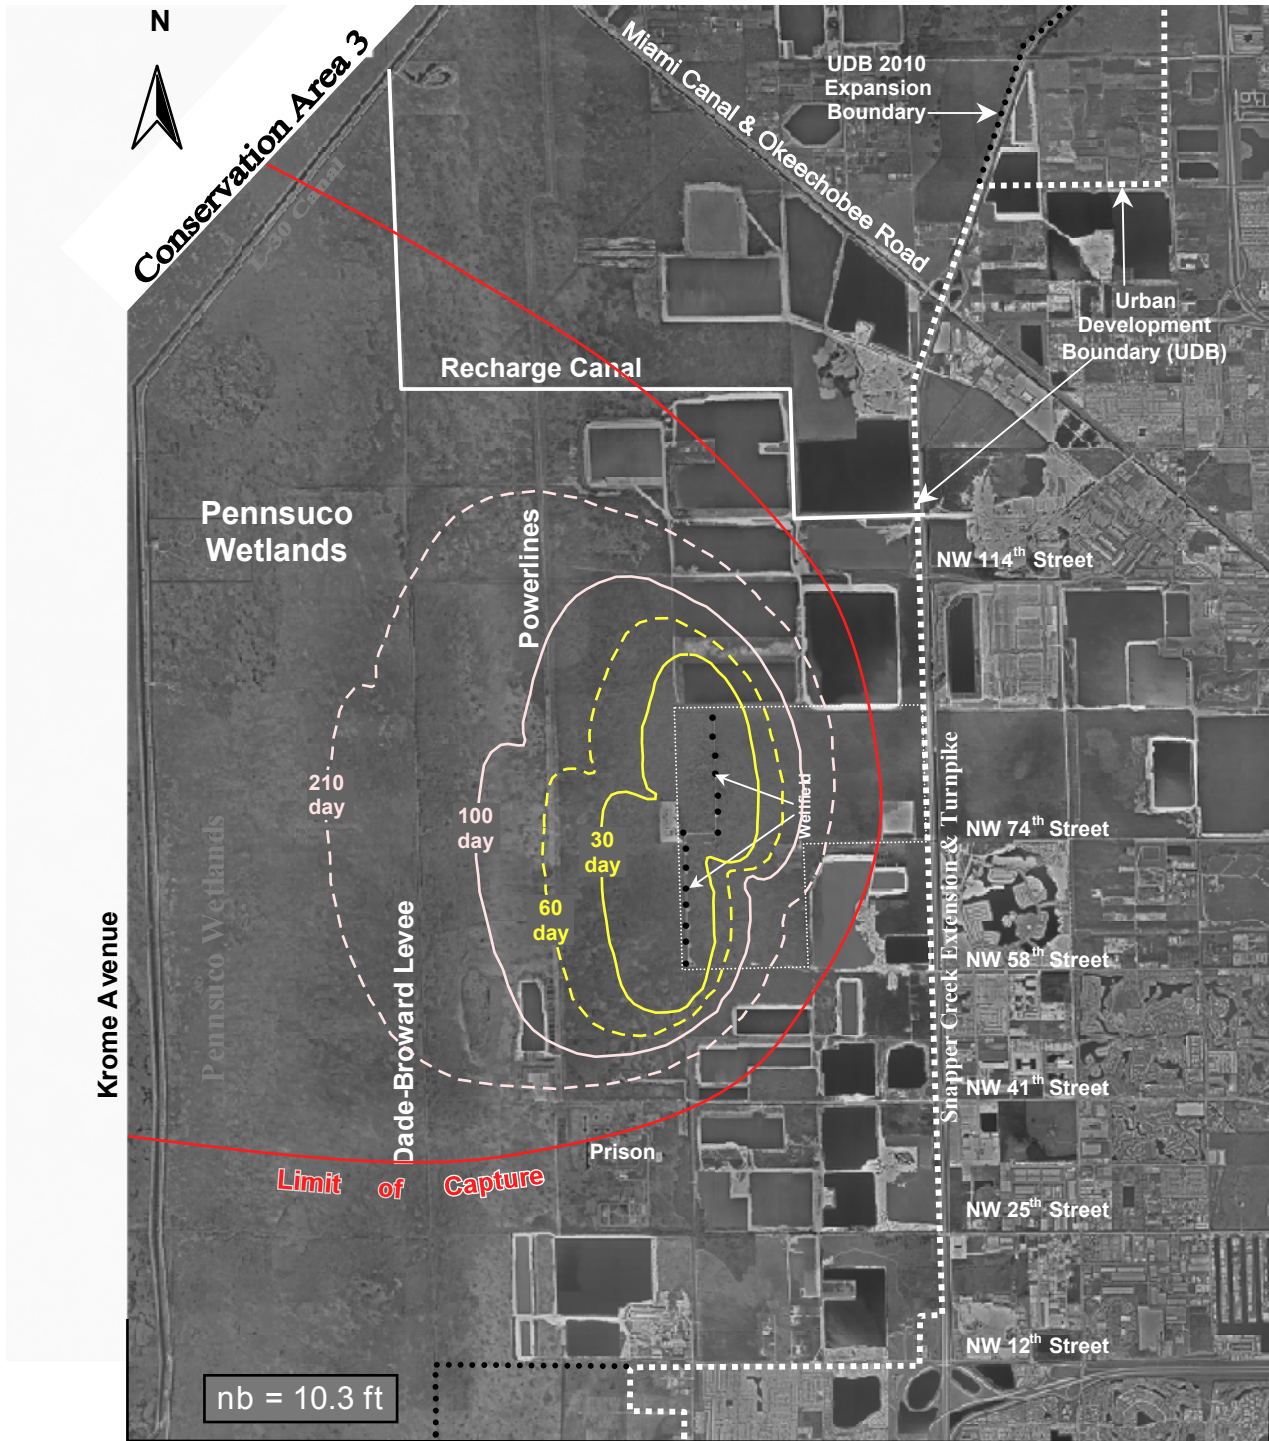 N
Conservation Area 3
L-30 Canal
Miami Canal & Okeechobee Road
UDB 2010
Expansion
Boundary
Urban
Development
Boundary (UDB)
Recharge Canal
Pennsuco
Wetlands
Powerlines
NW 114th Street
210
day
100
day
30
day
60
day
Wellfield
NW 74th Street
Snapper Creek Extension & Turnpike
Pennsuco Wetlands
Krome Avenue
Dade-Broward Levee
NW 58th Street
NW 41th Street
Prison
Limit of Capture
NW 25th Street
NW 12th Street
nb = 10.3 ft